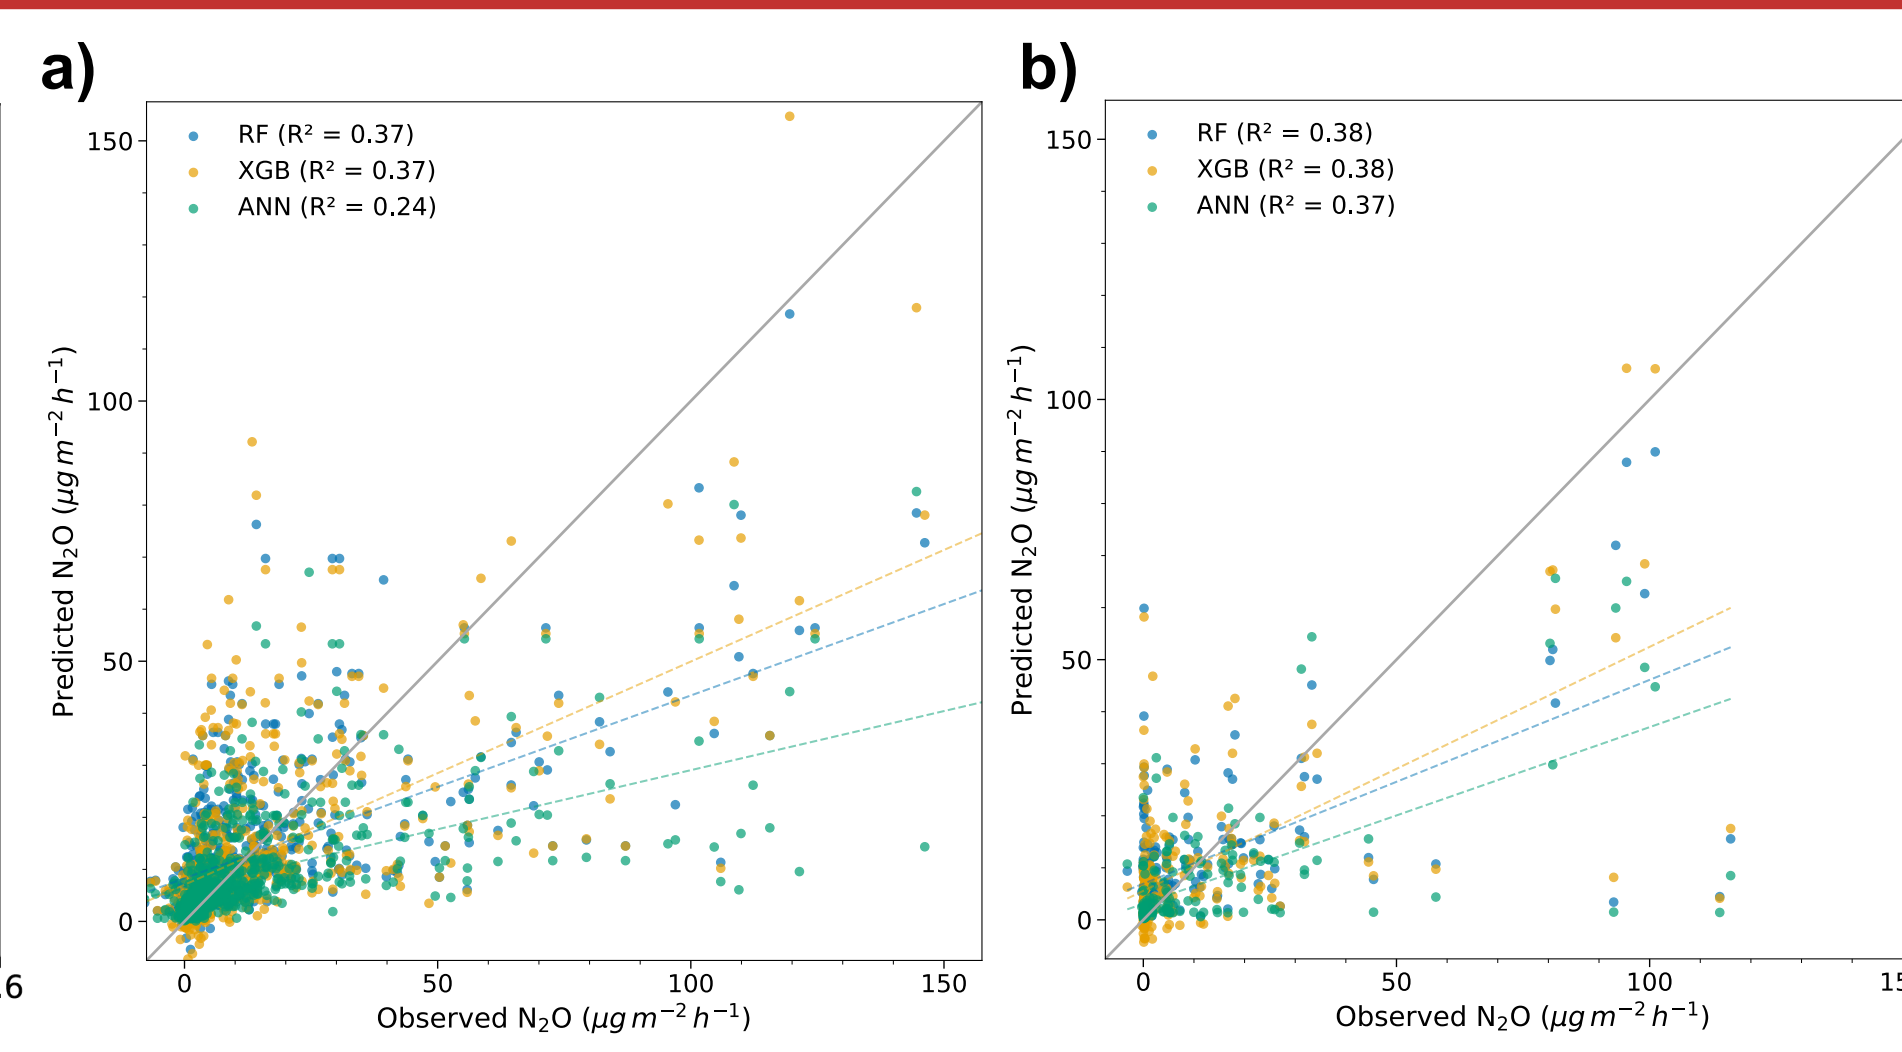 a)
RF (R² = 0.37)
XGB (R² = 0.37)
ANN (R² = 0.24)
150
100
50
0
Predicted N₂O (μg m⁻² h⁻¹)
0 50 100 150
Observed N₂O (μg m⁻² h⁻¹)
b)
RF (R² = 0.38)
XGB (R² = 0.38)
ANN (R² = 0.37)
150
100
50
0
Predicted N₂O (μg m⁻² h⁻¹)
0 50 100 15
Observed N₂O (μg m⁻² h⁻¹)
.6